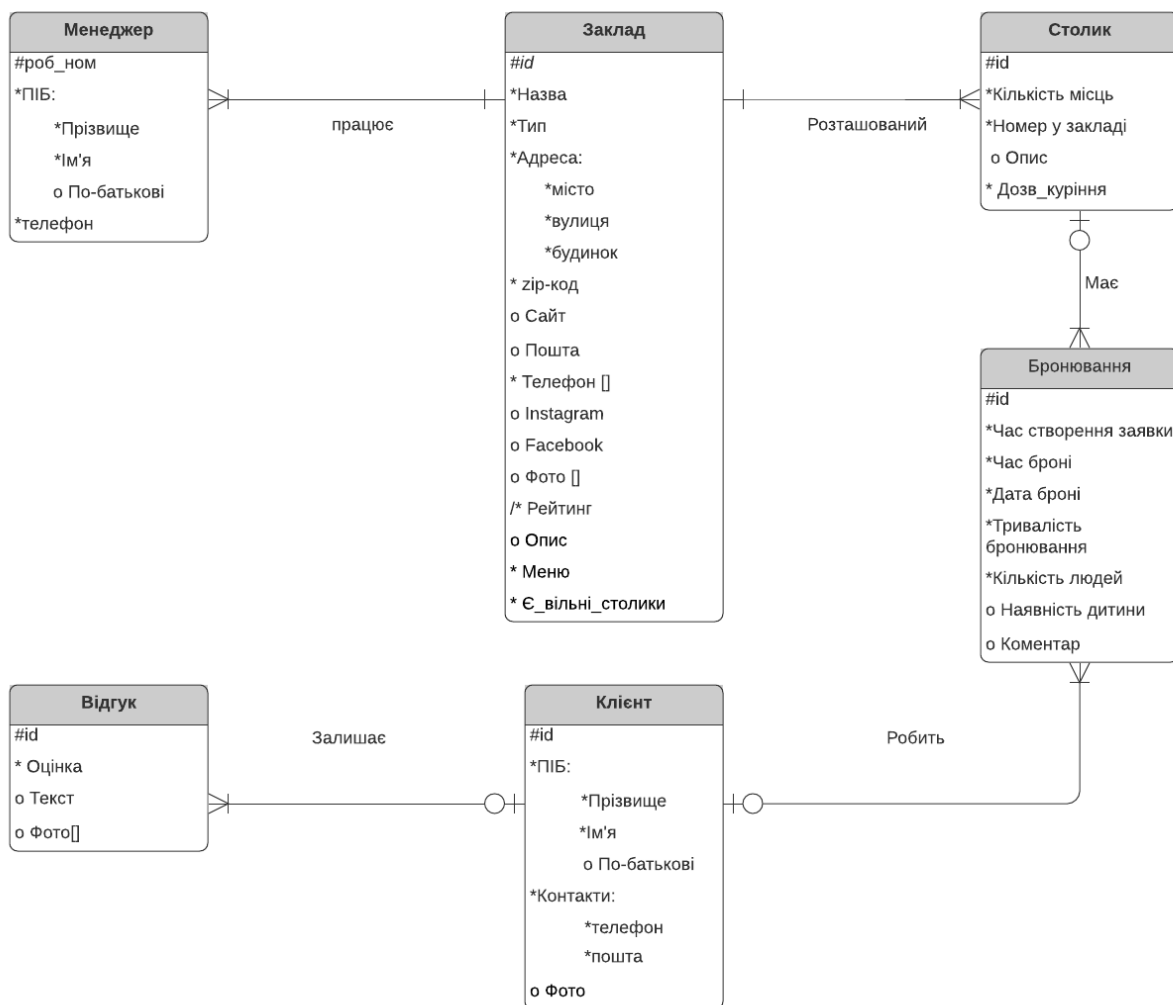 Менеджер
#роб_ном
*ПІБ:
*Прізвище
*Ім'я
о По-батькові
*телефон
працює
Заклад
#id
*Назва
*Тип
*Адреса:
*місто
*вулиця
*будинок
* zip-код
о Сайт
о Пошта
* Телефон []
о Instagram
о Facebook
о Фото []
/* Рейтинг
о Опис
* Меню
* Є_вільні_столики
Розташований
Столик
#id
*Кількість місць
*Номер у закладі
о Опис
* Дозв_куріння
Має
Бронювання
#id
*Час створення заявки
*Час броні
*Дата броні
*Тривалість
бронювання
*Кількість людей
о Наявність дитини
о Коментар
Відгук
#id
* Оцінка
о Текст
о Фото[]
Залишає
Клієнт
#id
*ПІБ:
*Прізвище
*Ім'я
о По-батькові
*Контакти:
*телефон
*пошта
о Фото
Робить